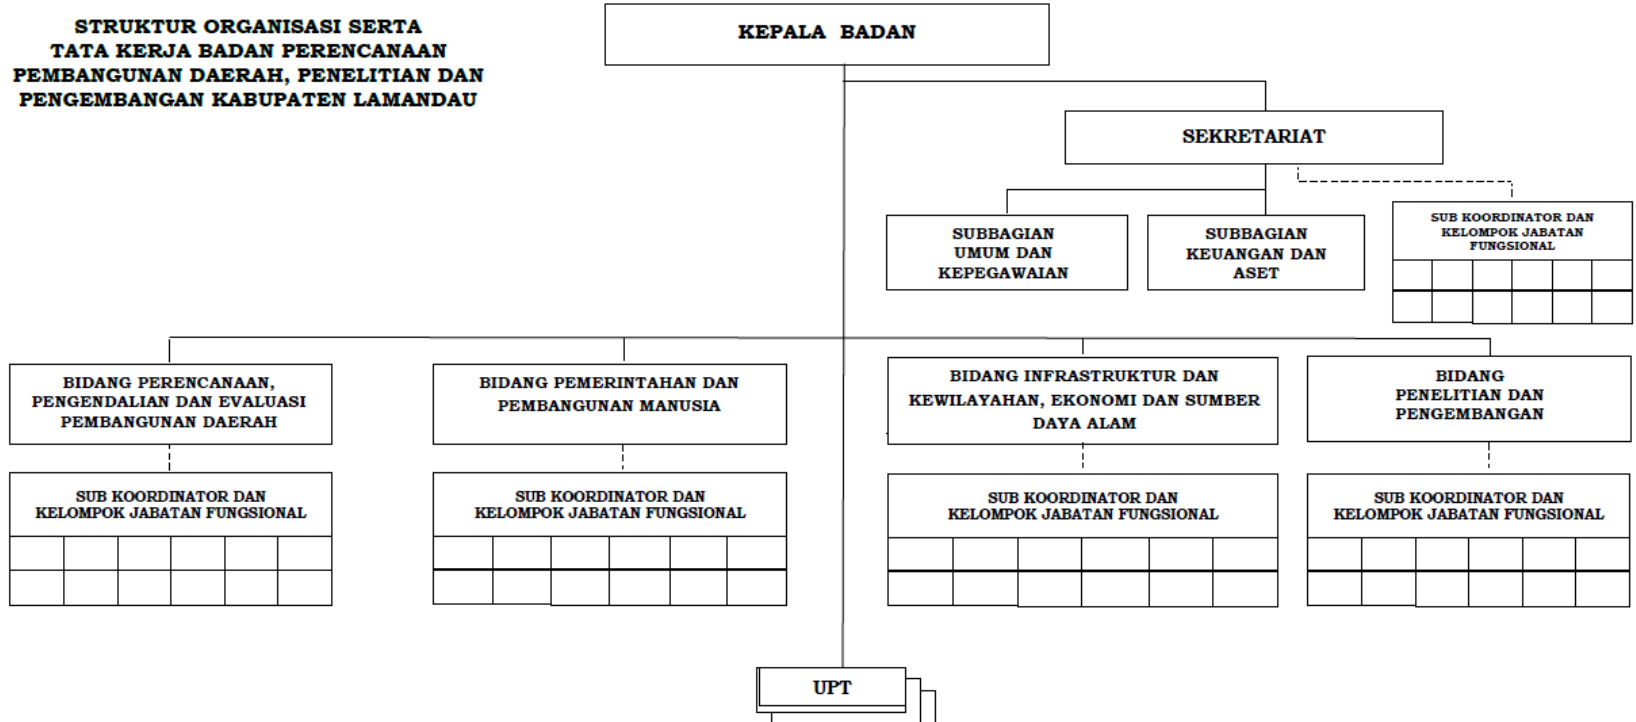 STRUKTUR ORGANISASI SERTA
TATA KERJA BADAN PERENCANAAN
PEMBANGUNAN DAERAH, PENELITIAN DAN
PENGEMBANGAN KABUPATEN LAMANDAU
KEPALA BADAN
SEKRETARIAT
SUBBAGIAN
UMUM DAN
KEPEGAWAIAN
SUBBAGIAN
KEUANGAN DAN
ASET
SUB KOORDINATOR DAN
KELOMPOK JABATAN
FUNGSIONAL
BIDANG PERENCANAAN,
PENGENDALIAN DAN EVALUASI
PEMBANGUNAN DAERAH
BIDANG PEMERINTAHAN DAN
PEMBANGUNAN MANUSIA
BIDANG INFRASTRUKTUR DAN
KEWILAYAHAN, EKONOMI DAN SUMBER
DAYA ALAM
BIDANG
PENELITIAN DAN
PENGEMBANGAN
SUB KOORDINATOR DAN
KELOMPOK JABATAN FUNGSIONAL
SUB KOORDINATOR DAN
KELOMPOK JABATAN FUNGSIONAL
SUB KOORDINATOR DAN
KELOMPOK JABATAN FUNGSIONAL
SUB KOORDINATOR DAN
KELOMPOK JABATAN FUNGSIONAL
UPT